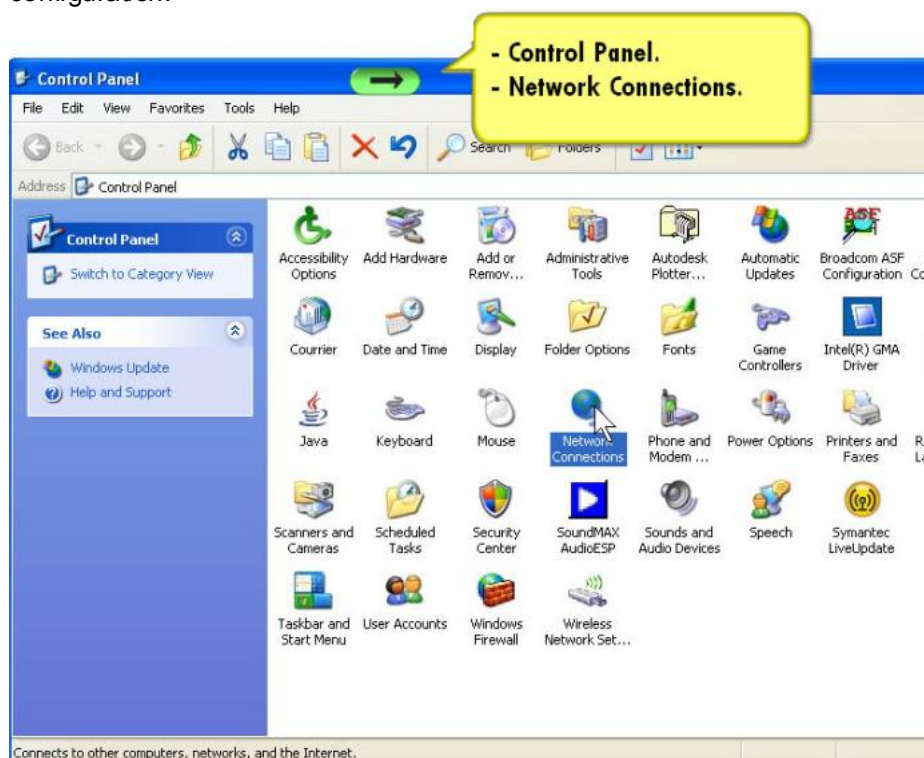 configuration.
- Control Panel.
- Network Connections.
Control Panel
File Edit View Favorites Tools Help
Back Search Folders
Address Control Panel
Control Panel
Switch to Category View
See Also
Windows Update
Help and Support
Accessibility
Options
Add Hardware
Add or
Remov...
Administrative
Tools
Autodesk
Plotter...
Automatic
Updates
ASF
Broadcom ASF
Configuration
Courrier
Date and Time
Display
Folder Options
Fonts
Game
Controllers
Intel(R) GMA
Driver
Java
Keyboard
Mouse
Network
Connections
Phone and
Modem ...
Power Options
Printers and
Faxes
Scanners and
Cameras
Scheduled
Tasks
Security
Center
SoundMAX
AudioESP
Sounds and
Audio Devices
Speech
Symantec
LiveUpdate
Taskbar and
Start Menu
User Accounts
Windows
Firewall
Wireless
Network Set...
Connects to other computers, networks, and the Internet.